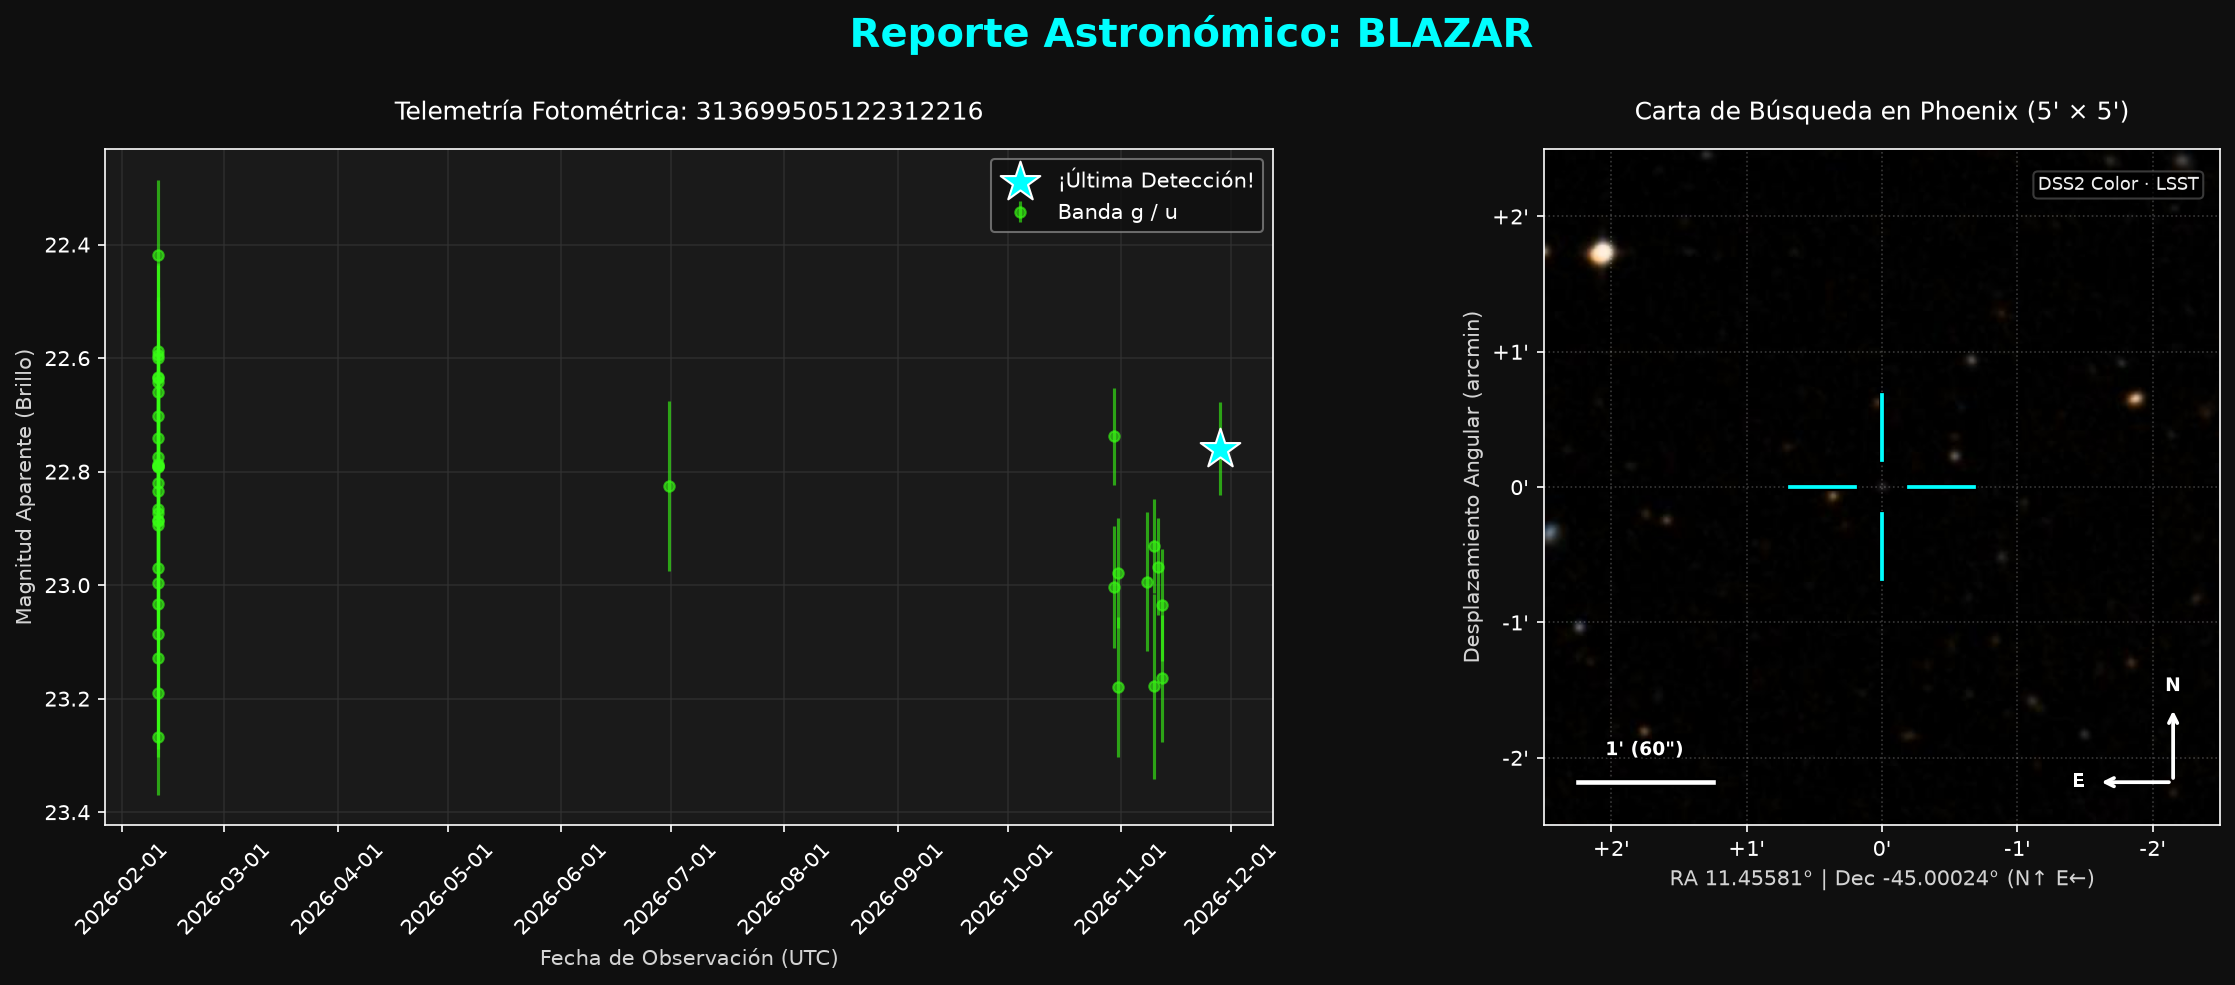 Reporte Astronómico: BLAZAR
Telemetría Fotométrica: 313699505122312216
¡Última Detección!
Banda g / u
Magnitud Aparente (Brillo)
22.4
22.6
22.8
23.0
23.2
23.4
2026-02-01
2026-03-01
2026-04-01
2026-05-01
2026-06-01
2026-07-01
2026-08-01
2026-09-01
2026-10-01
2026-11-01
2026-12-01
Fecha de Observación (UTC)
Carta de Búsqueda en Phoenix (5' × 5')
DSS2 Color · LSST
Desplazamiento Angular (arcmin)
+2'
+1'
0'
-1'
-2'
N
E
1' (60")
+2'
+1'
0'
-1'
-2'
RA 11.45581° | Dec -45.00024° (N↑ E←)